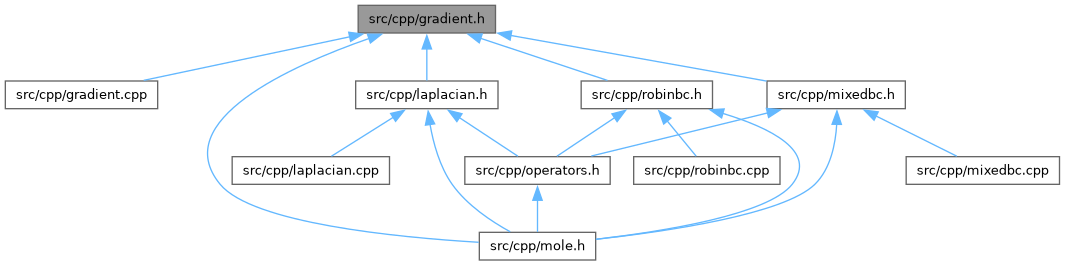 src/cpp/gradient.h
src/cpp/gradient.cpp
src/cpp/laplacian.h
src/cpp/robinbc.h
src/cpp/mixedbc.h
src/cpp/laplacian.cpp
src/cpp/operators.h
src/cpp/robinbc.cpp
src/cpp/mixedbc.cpp
src/cpp/mole.h